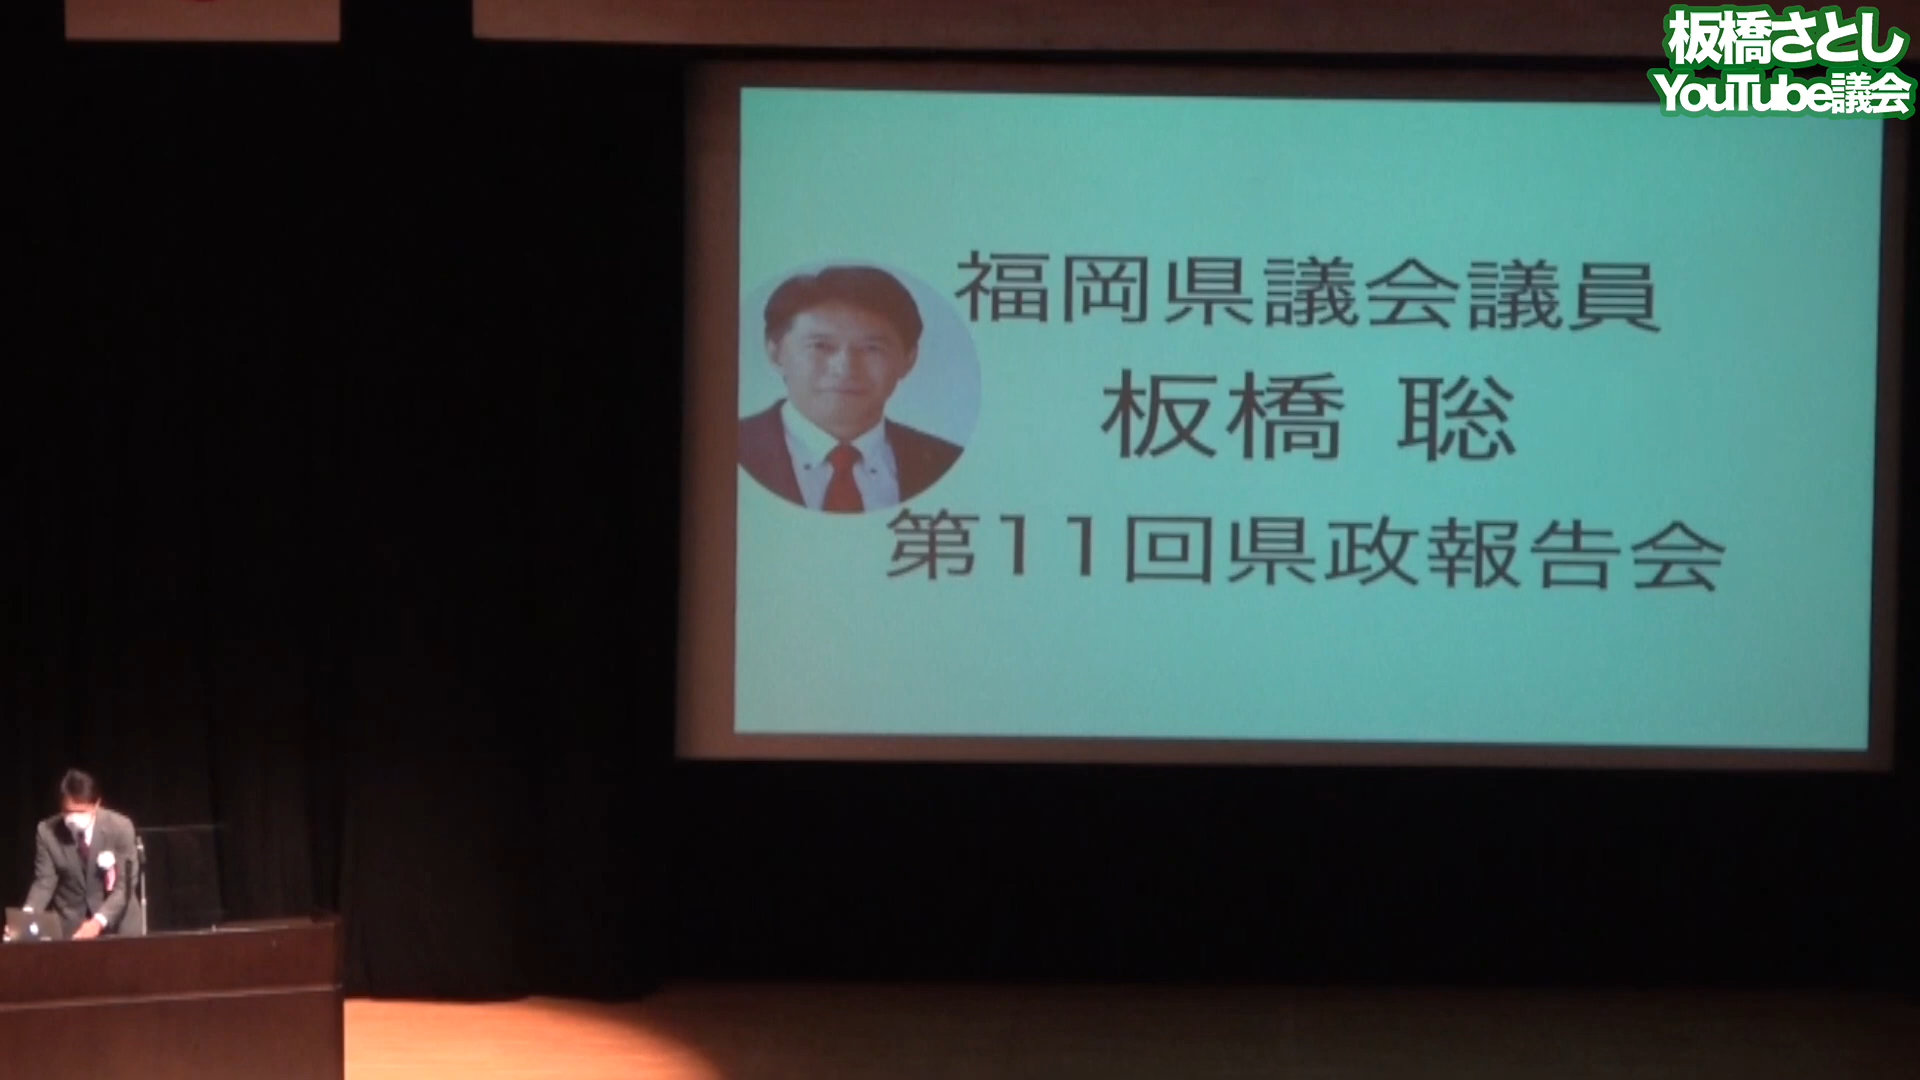 板橋さとし
YouTube議会
福岡県議会議員
板橋 聡
第11回県政報告会